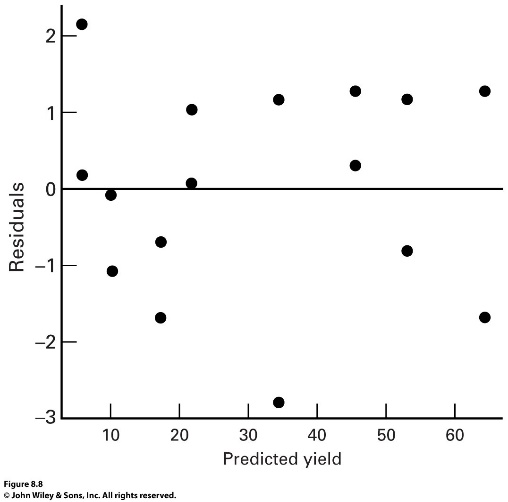 2
1
0
−1
−2
−3
Residuals
10 20 30 40 50 60
Predicted yield
Figure 8.8
© John Wiley & Sons, Inc. All rights reserved.